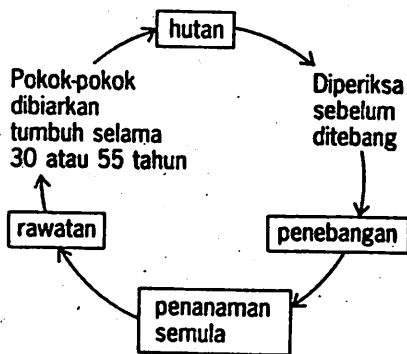 hutan
Diperiksa
sebelum
ditebang
penebangan
penanaman
semula
rawatan
Pokok-pokok
dibiarkan
tumbuh selama
30 atau 55 tahun